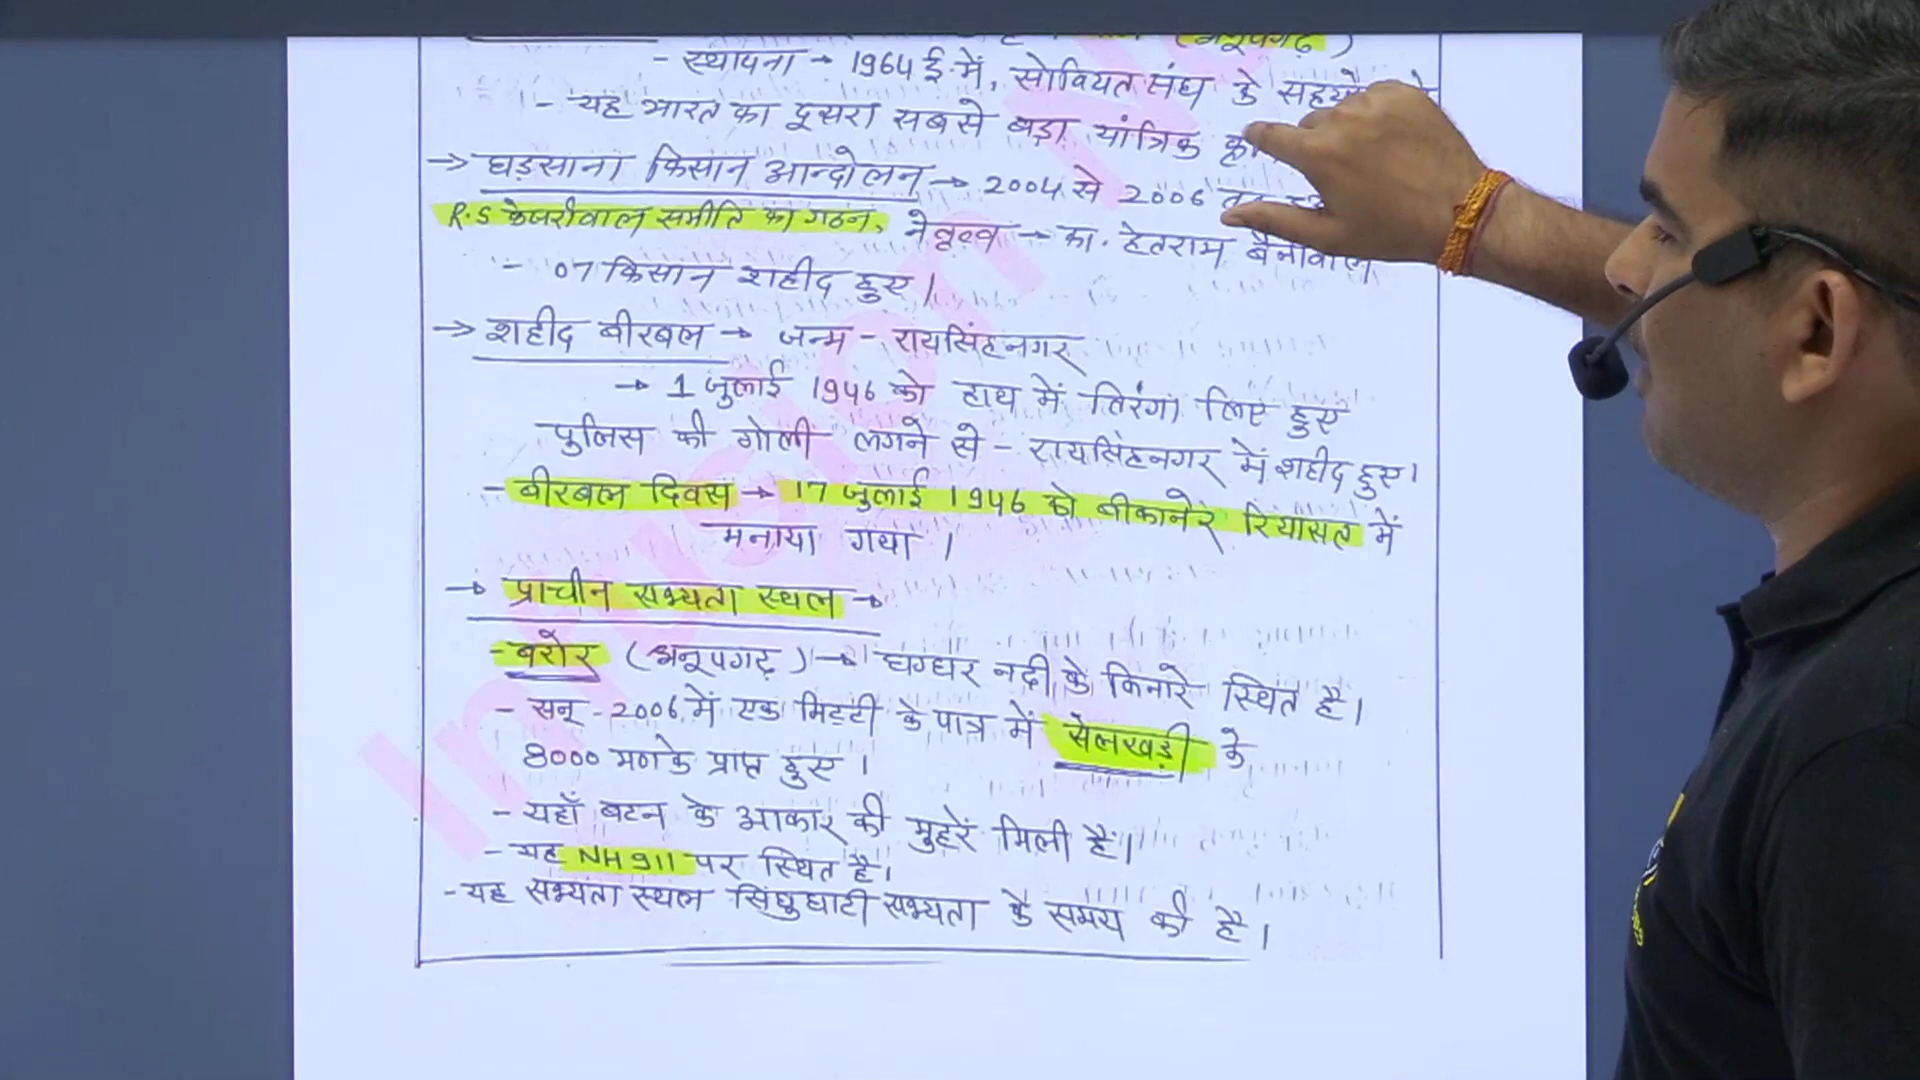 (अनूपगढ़)
- स्थापना → 1964 ई. में, सोवियत संघ के
- यह भारत का दूसरा सबसे बड़ा यांत्रिक
→ घड़साना किसान आन्दोलन → 2004 से 2006
R.S केजरीवाल समीति का गठन, नेतृत्व → का. हेतराम बेनीवाल
- 07 किसान शहीद हुए।
→ शहीद बीरबल → जन्म - रायसिंहनगर
→ 1 जुलाई 1946 को हाथ में तिरंगा लिए हुए
पुलिस की गोली लगने से - रायसिंहनगर में शहीद हुए।
- बीरबल दिवस → 17 जुलाई 1946 को बीकानेर रियासत में
मनाया गया।
→ प्राचीन सभ्यता स्थल →
- बरोर (अनूपगढ़) → घग्घर नदी के किनारे स्थित है।
- सन् - 2006 में एक मिट्टी के पात्र में सेलखड़ी के
8000 मणके प्राप्त हुए।
- यहाँ बटन के आकार की मुहरें मिली है।
- यह NH 911 पर स्थित है।
- यह सभ्यता स्थल सिंधुघाटी सभ्यता के समय की है।